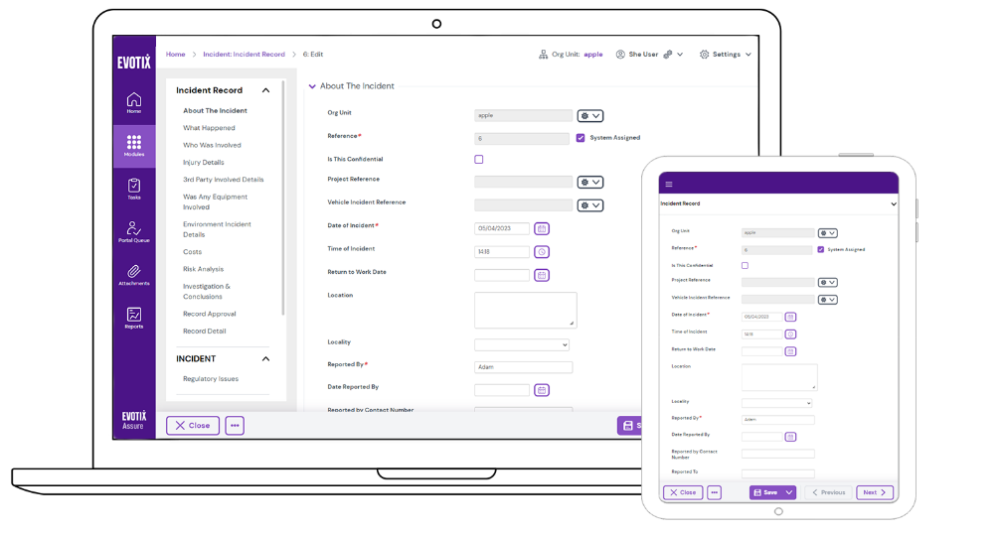 EVOTIX
Home > Incident: Incident Record > 6: Edit
Org Unit: apple
She User
Settings
Home
Modules
Tasks
Portal Queue
Attachments
Reports
EVOTIX
Assure
Incident Record
About The Incident
What Happened
Who Was Involved
Injury Details
3rd Party Involved Details
Was Any Equipment
Involved
Environment Incident
Details
Costs
Risk Analysis
Investigation &
Conclusions
Record Approval
Record Detail
INCIDENT
Regulatory Issues
About The Incident
Org Unit
apple
Reference*
6
System Assigned
Is This Confidential
Project Reference
Vehicle Incident Reference
Date of Incident*
05/04/2023
Time of Incident
14:18
Return to Work Date
Location
Locality
Reported By*
Adam
Date Reported By
Reported by Contact Number
Close
Incident Record
Org Unit
apple
Reference*
6
System Assigned
Is This Confidential
Project Reference
Vehicle Incident Reference
Date of Incident*
05/04/2023
Time of Incident
Return to Work Date
Location
Locality
Reported By*
Adam
Date Reported By
Reported by Contact
Number
Reported To
Close
Save
Previous
Next